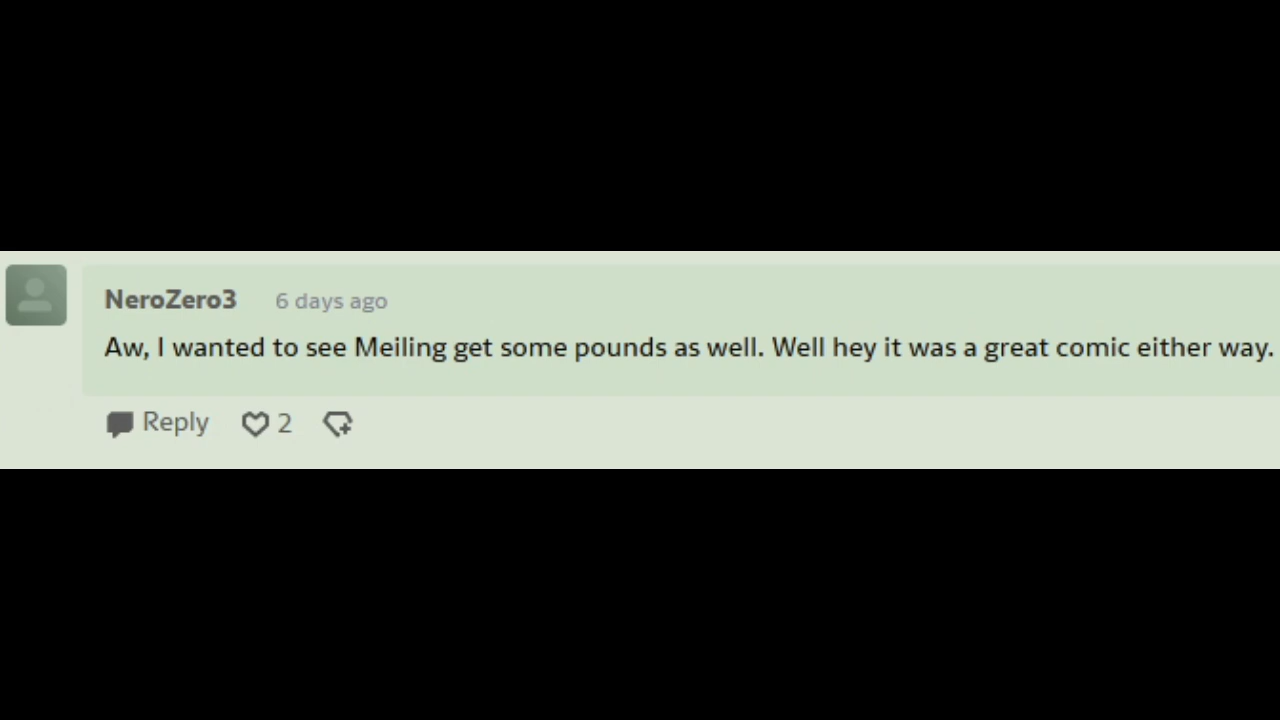 NeroZero3 6 days ago
Aw, I wanted to see Meiling get some pounds as well. Well hey it was a great comic either way.
Reply 2